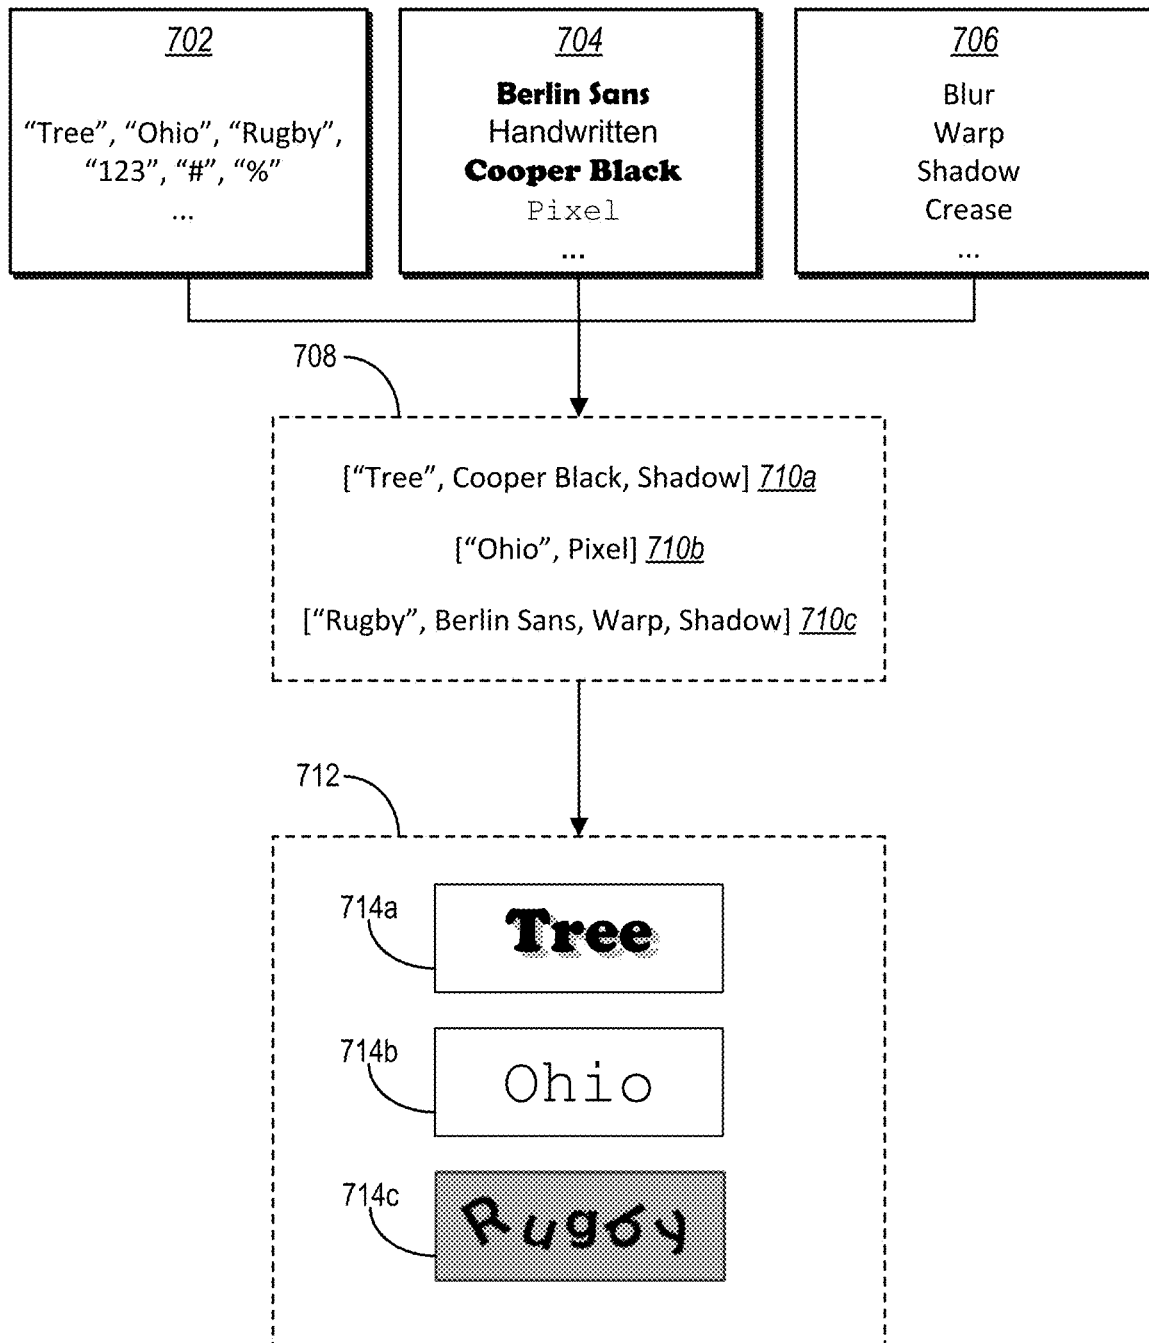 702
“Tree”, “Ohio”, “Rugby”,
“123”, “#”, “%”
...
704
Berlin Sans
Handwritten
Cooper Black
Pixel
...
706
Blur
Warp
Shadow
Crease
...
708
[“Tree”, Cooper Black, Shadow] 710a
[“Ohio”, Pixel] 710b
[“Rugby”, Berlin Sans, Warp, Shadow] 710c
712
714a
Tree
714b
Ohio
714c
Rugby